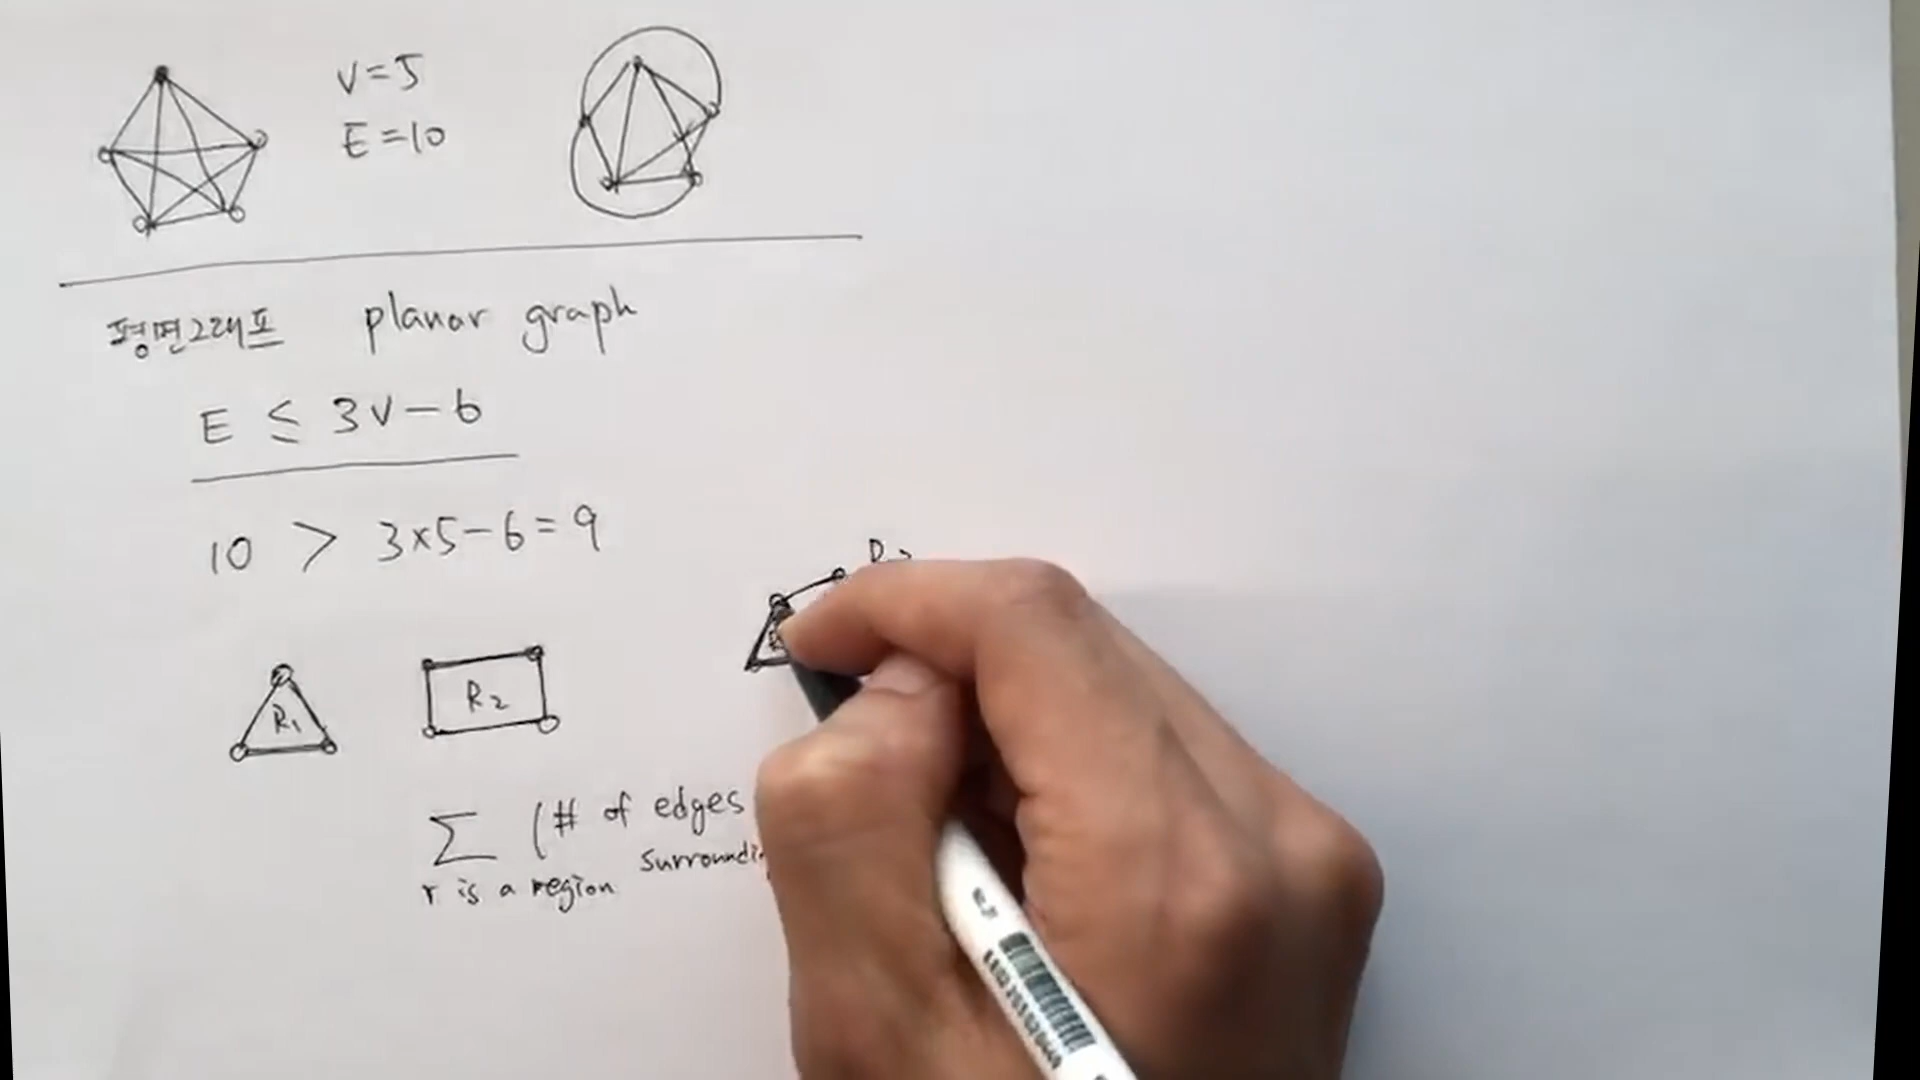 V=5
E=10
평면그래프 planar graph
E ≤ 3V-6
10 > 3×5-6=9
R1
R2
∑ (# of edges
surroundi
r is a region